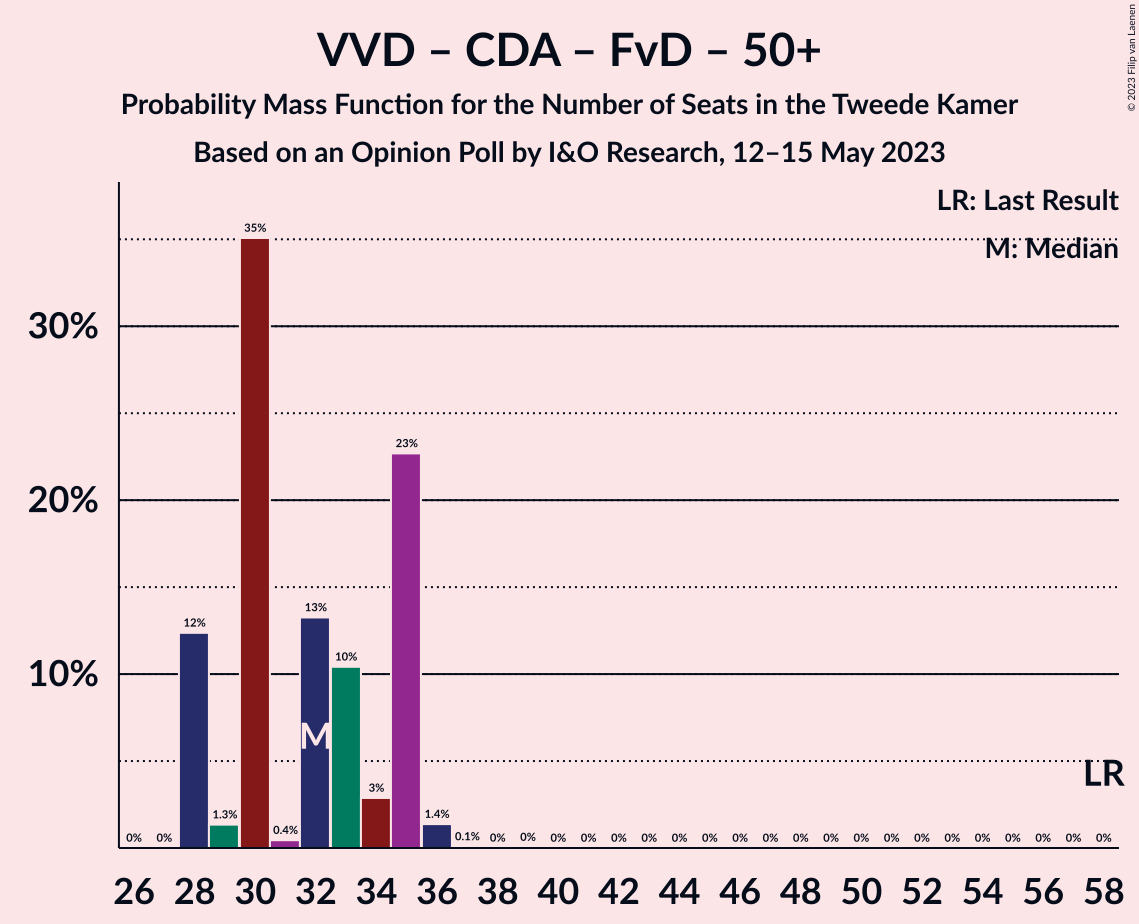 VVD – CDA – FvD – 50+
Probability Mass Function for the Number of Seats in the Tweede Kamer
Based on an Opinion Poll by I&O Research, 12–15 May 2023
© 2023 Filip van Laenen
LR: Last Result
M: Median
35%
30%
23%
20%
13%
12%
10%
10%
M
LR
3%
1.3%
1.4%
0.4%
0% 0% 0.1% 0% 0% 0% 0% 0% 0% 0% 0% 0% 0% 0% 0% 0% 0% 0% 0% 0% 0% 0% 0% 0%
26 28 30 32 34 36 38 40 42 44 46 48 50 52 54 56 58